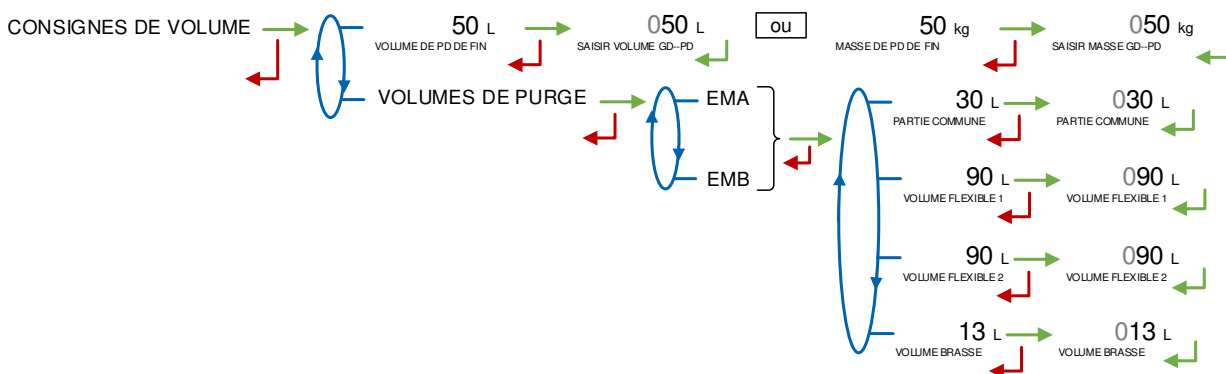 CONSIGNES DE VOLUME
50 L
VOLUME DE PD DE FIN
050 L
SAISIR VOLUME GD--PD
ou
50 kg
MASSE DE PD DE FIN
050 kg
SAISIR MASSE GD--PD
VOLUMES DE PURGE
EMA
EMB
30 L
PARTIE COMMUNE
030 L
PARTIE COMMUNE
90 L
VOLUME FLEXIBLE 1
090 L
VOLUME FLEXIBLE 1
90 L
VOLUME FLEXIBLE 2
090 L
VOLUME FLEXIBLE 2
13 L
VOLUME BRASSE
013 L
VOLUME BRASSE